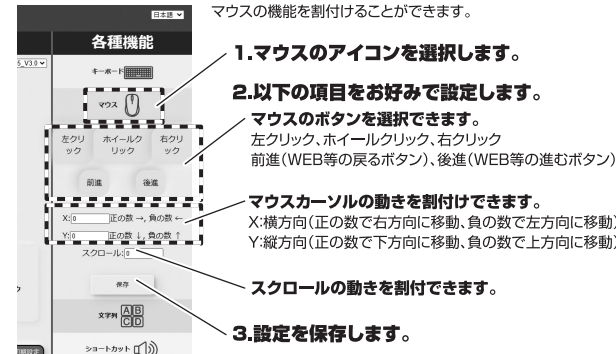 マウスの機能を割付けることができます。
日本語
各種機能
5_V3.0
キーボード
マウス
左クリ
ック
ホイールク
リック
右クリ
ック
前進
後進
X: 0 正の数 →, 負の数 ←
Y: 0 正の数 ↓, 負の数 ↑
スクロール: 0
保存
文字列 A B C D
ショートカット
1.マウスのアイコンを選択します。
2.以下の項目をお好みで設定します。
マウスのボタンを選択できます。
左クリック、ホイールクリック、右クリック
前進(WEB等の戻るボタン)、後進(WEB等の進むボタン)
マウスカーソルの動きを割付けできます。
X:横方向(正の数で右方向に移動、負の数で左方向に移動)
Y:縦方向(正の数で下方向に移動、負の数で上方向に移動)
スクロールの動きを割付できます。
3.設定を保存します。